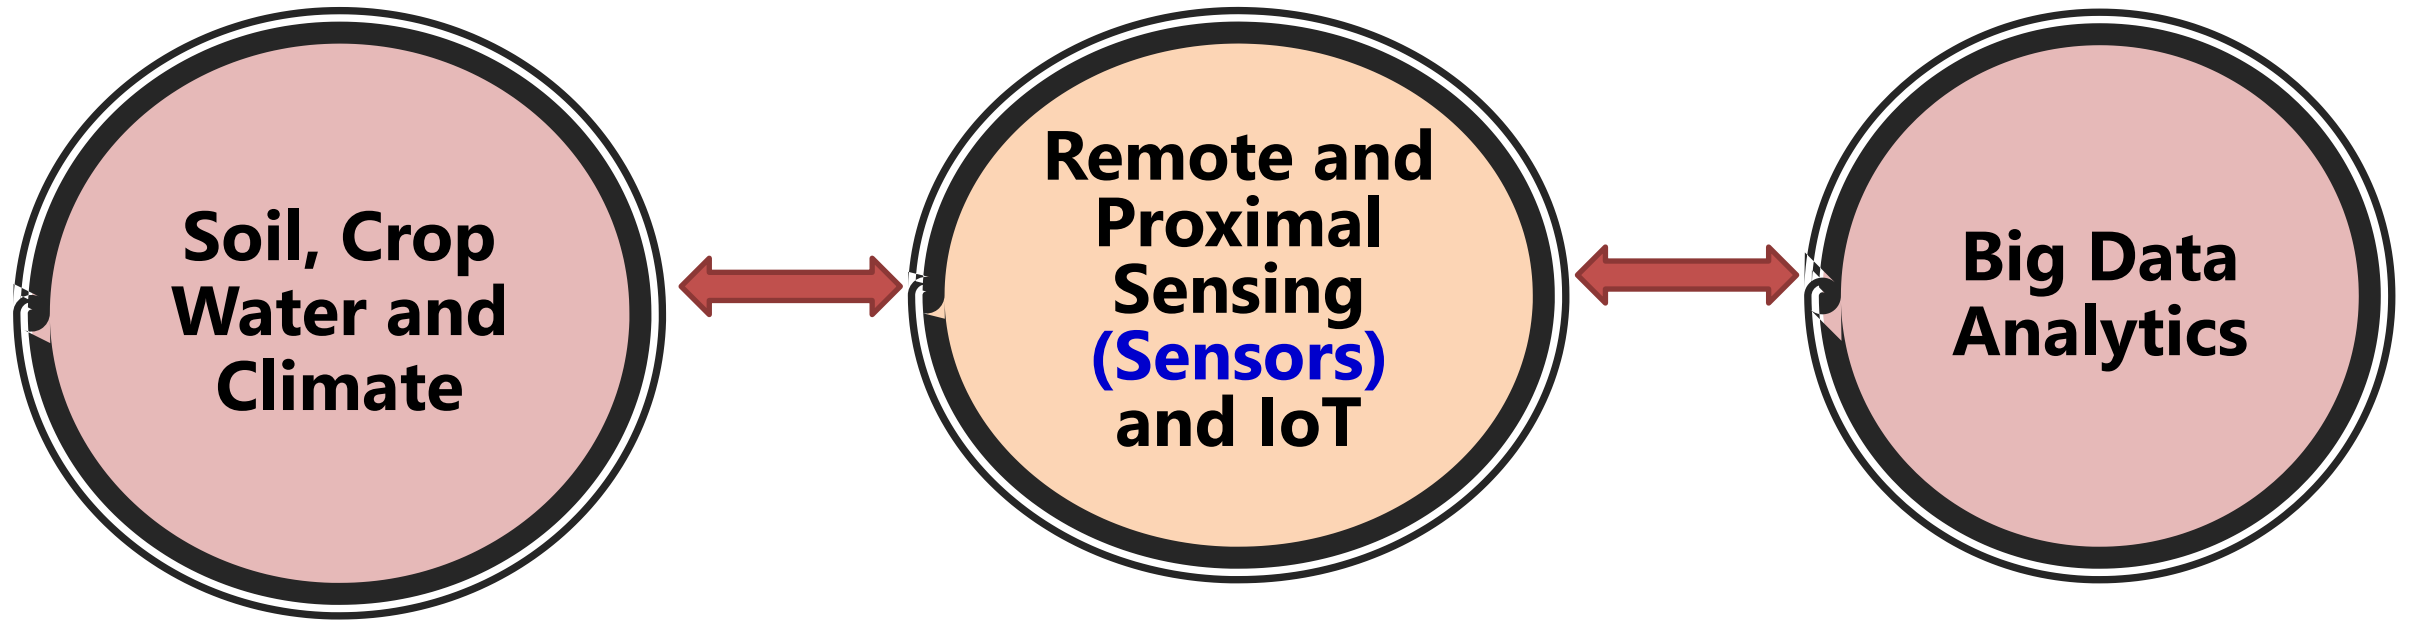 Soil, Crop
Water and
Climate
Remote and
Proximal
Sensing
(Sensors)
and IoT
Big Data
Analytics